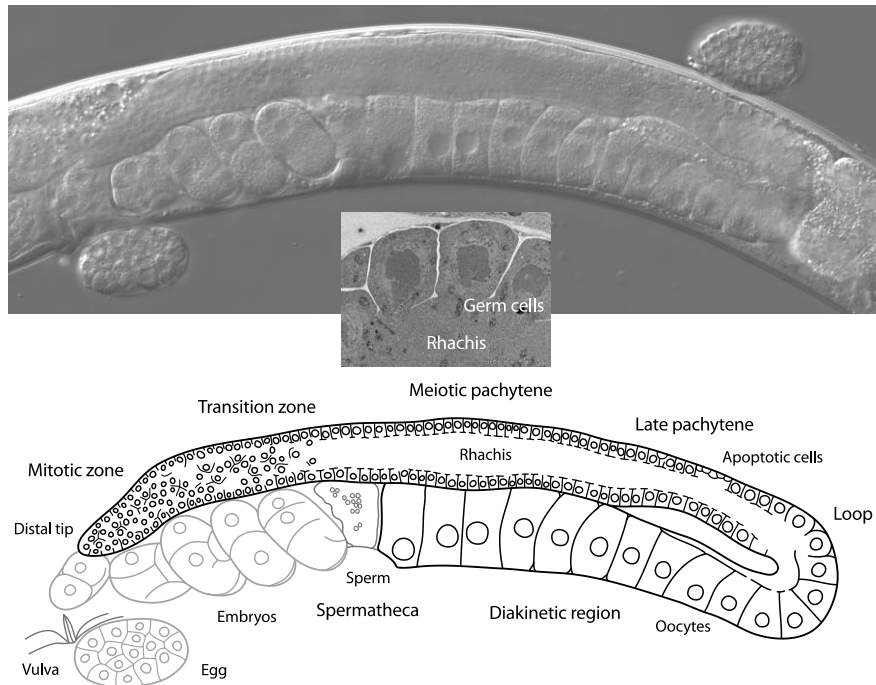 Germ cells
Rhachis
Meiotic pachytene
Transition zone
Late pachytene
Rhachis
Apoptotic cells
Mitotic zone
Loop
Distal tip
Sperm
Embryos
Spermatheca
Diakinetic region
Oocytes
Vulva
Egg